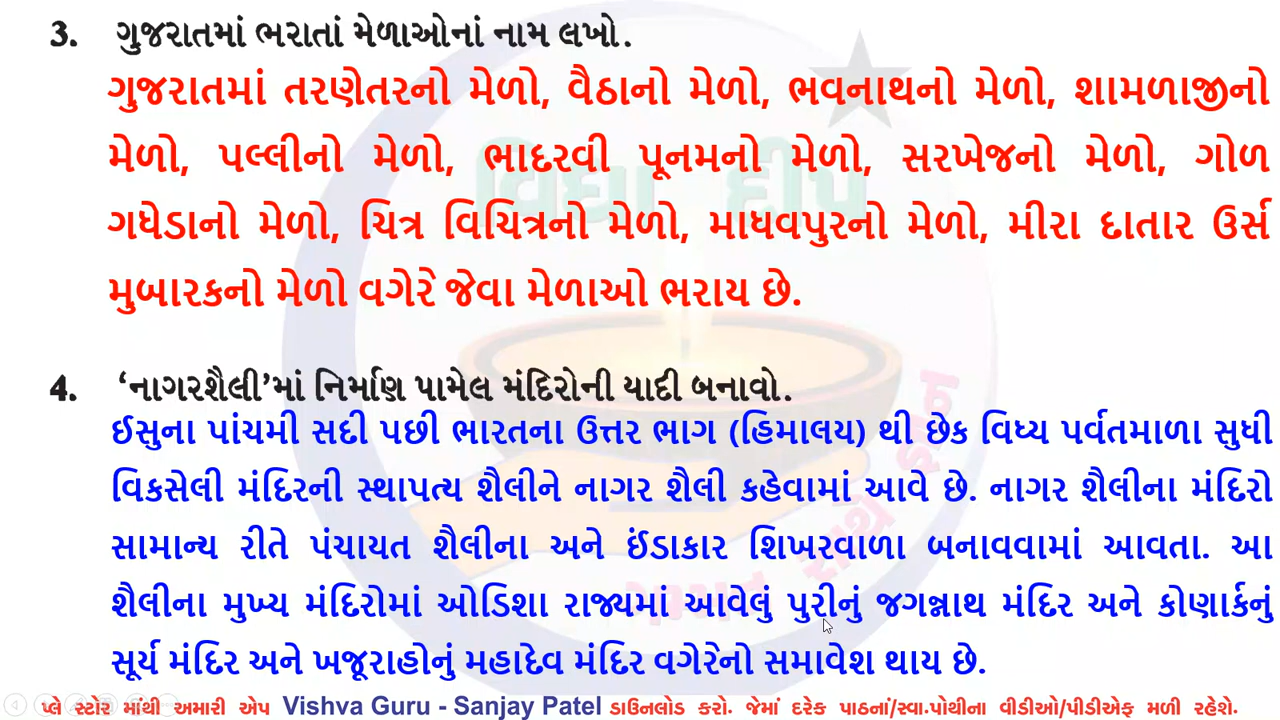 3. ગુજરાતમાં ભરાતાં મેળાઓનાં નામ લખો.
ગુજરાતમાં તરણેતરનો મેળો, વૈઠાનો મેળો, ભવનાથનો મેળો, શામળાજીનો
મેળો, પલ્લીનો મેળો, ભાદરવી પૂનમનો મેળો, સરખેજનો મેળો, ગોળ
ગધેડાનો મેળો, ચિત્ર વિચિત્રનો મેળો, માધવપુરનો મેળો, મીરા દાતાર ઉર્સ
મુબારકનો મેળો વગેરે જેવા મેળાઓ ભરાય છે.
4. ‘નાગરશૈલી’માં નિર્માણ પામેલ મંદિરોની યાદી બનાવો.
ઈસુના પાંચમી સદી પછી ભારતના ઉત્તર ભાગ (હિમાલય) થી છેક વિધ્ય પર્વતમાળા સુધી
વિકસેલી મંદિરની સ્થાપત્ય શૈલીને નાગર શૈલી કહેવામાં આવે છે. નાગર શૈલીના મંદિરો
સામાન્ય રીતે પંચાયત શૈલીના અને ઈંડાકાર શિખરવાળા બનાવવામાં આવતા. આ
શૈલીના મુખ્ય મંદિરોમાં ઓડિશા રાજ્યમાં આવેલું પુરીનું જગન્નાથ મંદિર અને કોણાર્કનું
સૂર્ય મંદિર અને ખજૂરાહોનું મહાદેવ મંદિર વગેરેનો સમાવેશ થાય છે.
પ્લે સ્ટોર માંથી અમારી એપ Vishva Guru - Sanjay Patel ડાઉનલોડ કરો. જેમાં દરેક પાઠનાં/સ્વા.પોથીના વીડીઓ/પીડીએફ મળી રહેશે.
વિદ્યા દીપ